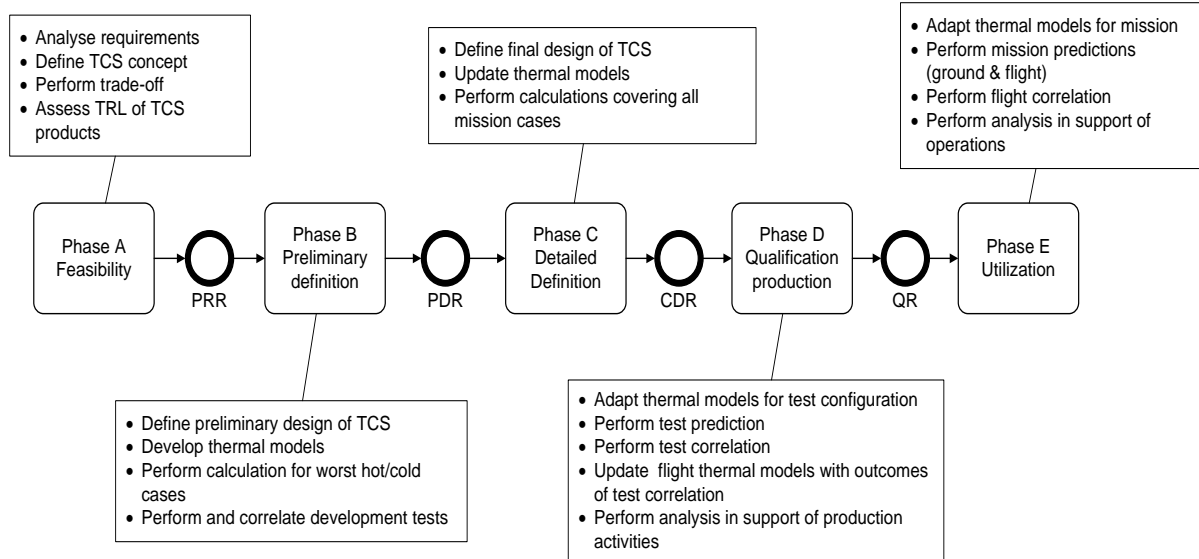 • Analyse requirements
• Define TCS concept
• Perform trade-off
• Assess TRL of TCS
products
• Define final design of TCS
• Update thermal models
• Perform calculations covering all
mission cases
• Adapt thermal models for mission
• Perform mission predictions
(ground & flight)
• Perform flight correlation
• Perform analysis in support of
operations
Phase A
Feasibility
PRR
Phase B
Preliminary
definition
PDR
Phase C
Detailed
Definition
CDR
Phase D
Qualification
production
QR
Phase E
Utilization
• Define preliminary design of TCS
• Develop thermal models
• Perform calculation for worst hot/cold
cases
• Perform and correlate development tests
• Adapt thermal models for test configuration
• Perform test prediction
• Perform test correlation
• Update flight thermal models with outcomes
of test correlation
• Perform analysis in support of production
activities